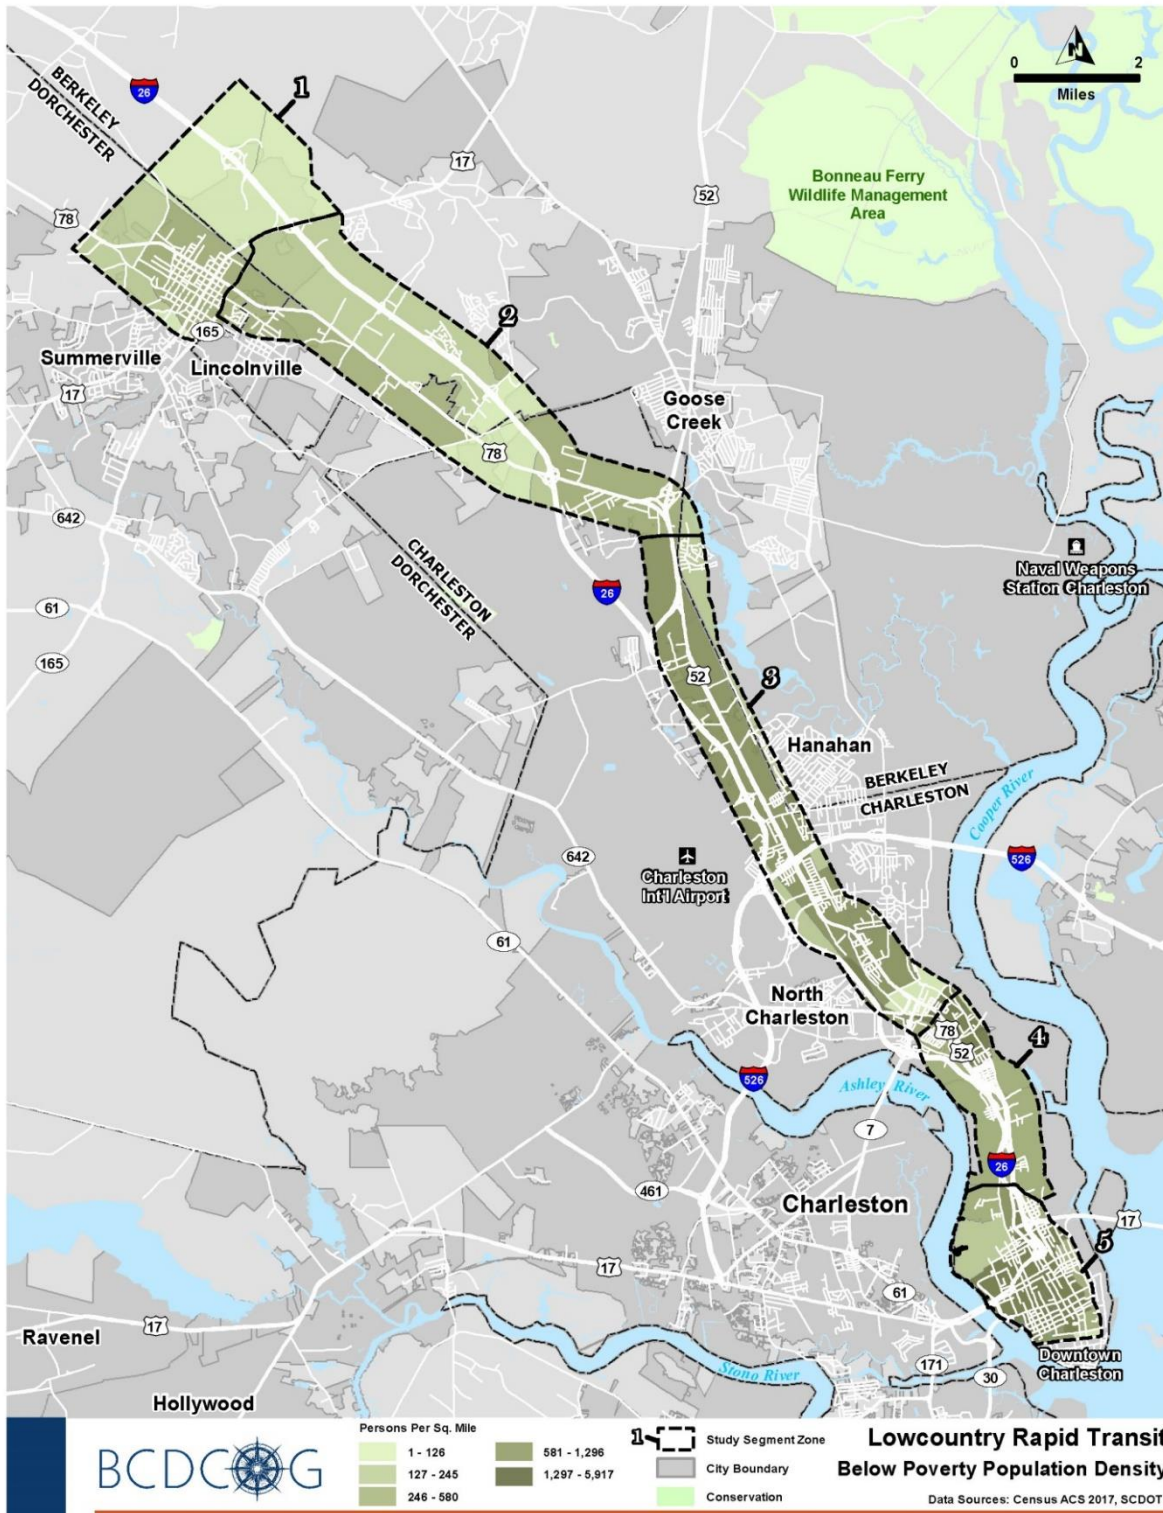 N
0 2
Miles
1
26
BERKELEY
DORCHESTER
17
Bonneau Ferry
Wildlife Management
Area
52
78
2
165
Summerville
Lincolnville
17
Goose
Creek
78
642
CHARLESTON
DORCHESTER
Naval Weapons
Station Charleston
26
61
165
52
3
Hanahan
BERKELEY
CHARLESTON
Cooper River
642
Charleston
Int'l Airport
526
61
North
Charleston
78
52
4
526
Ashley River
7
26
461
Charleston
17
5
17
61
Ravenel
17
Downtown
Charleston
171
30
Stono River
Hollywood
BCDCOG
Persons Per Sq. Mile
1 - 126
127 - 245
246 - 580
581 - 1,296
1,297 - 5,917
1 Study Segment Zone
City Boundary
Conservation
Lowcountry Rapid Transit
Below Poverty Population Density
Data Sources: Census ACS 2017, SCDOT